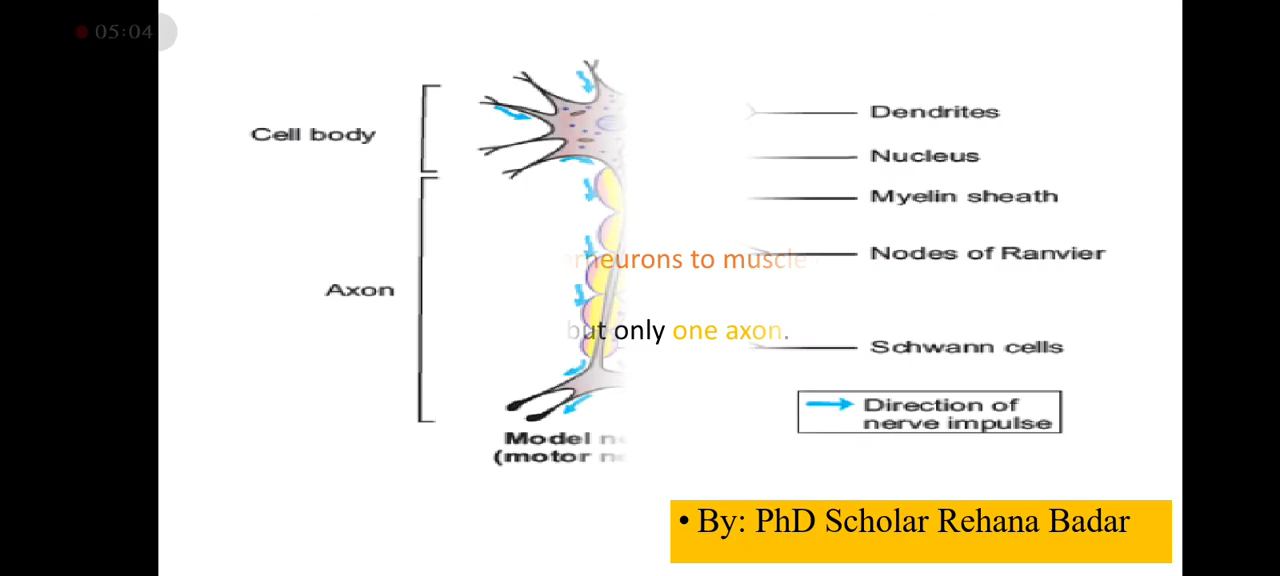 05:04
Cell body
Dendrites
Nucleus
Myelin sheath
neurons to muscle
Nodes of Ranvier
Axon
but only one axon.
Schwann cells
Direction of
nerve impulse
Model
(motor
• By: PhD Scholar Rehana Badar